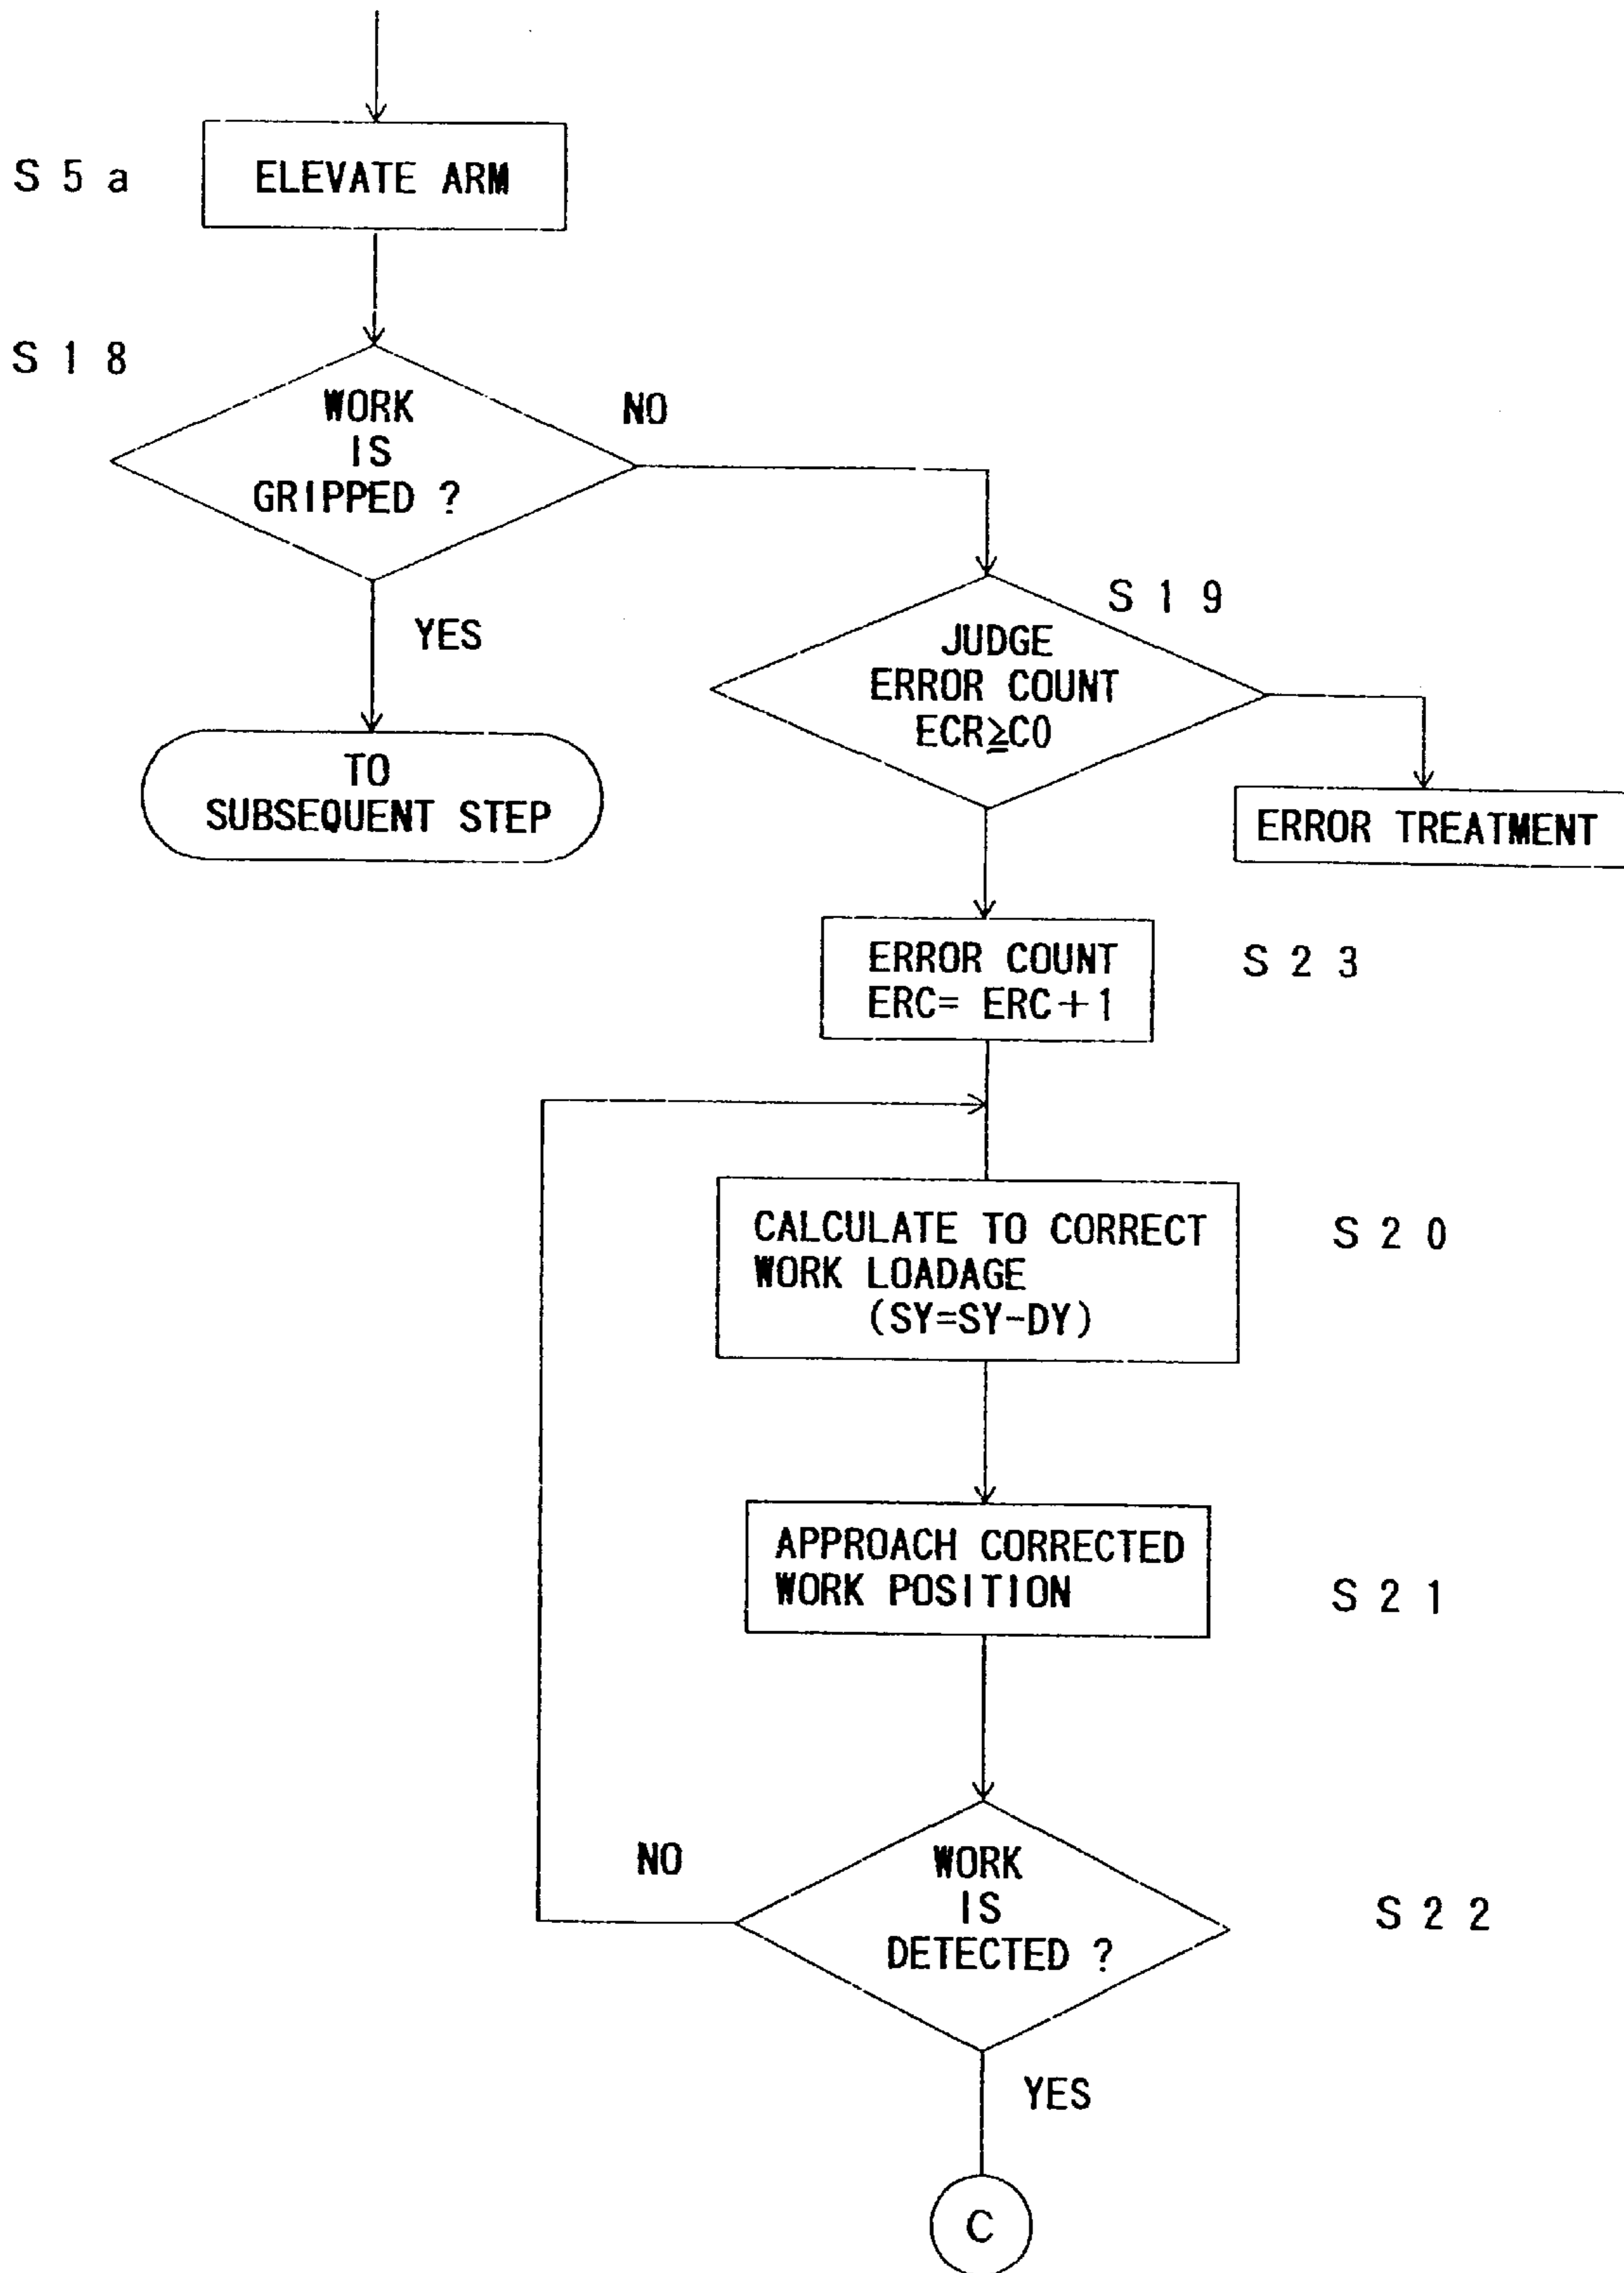 S 5 a
ELEVATE ARM
S 1 8
WORK
IS
GRIPPED ?
NO
YES
TO
SUBSEQUENT STEP
S 1 9
JUDGE
ERROR COUNT
ECR≧C0
ERROR TREATMENT
ERROR COUNT
ERC= ERC+1
S 2 3
CALCULATE TO CORRECT
WORK LOADAGE
(SY=SY-DY)
S 2 0
APPROACH CORRECTED
WORK POSITION
S 2 1
NO
WORK
IS
DETECTED ?
S 2 2
YES
C